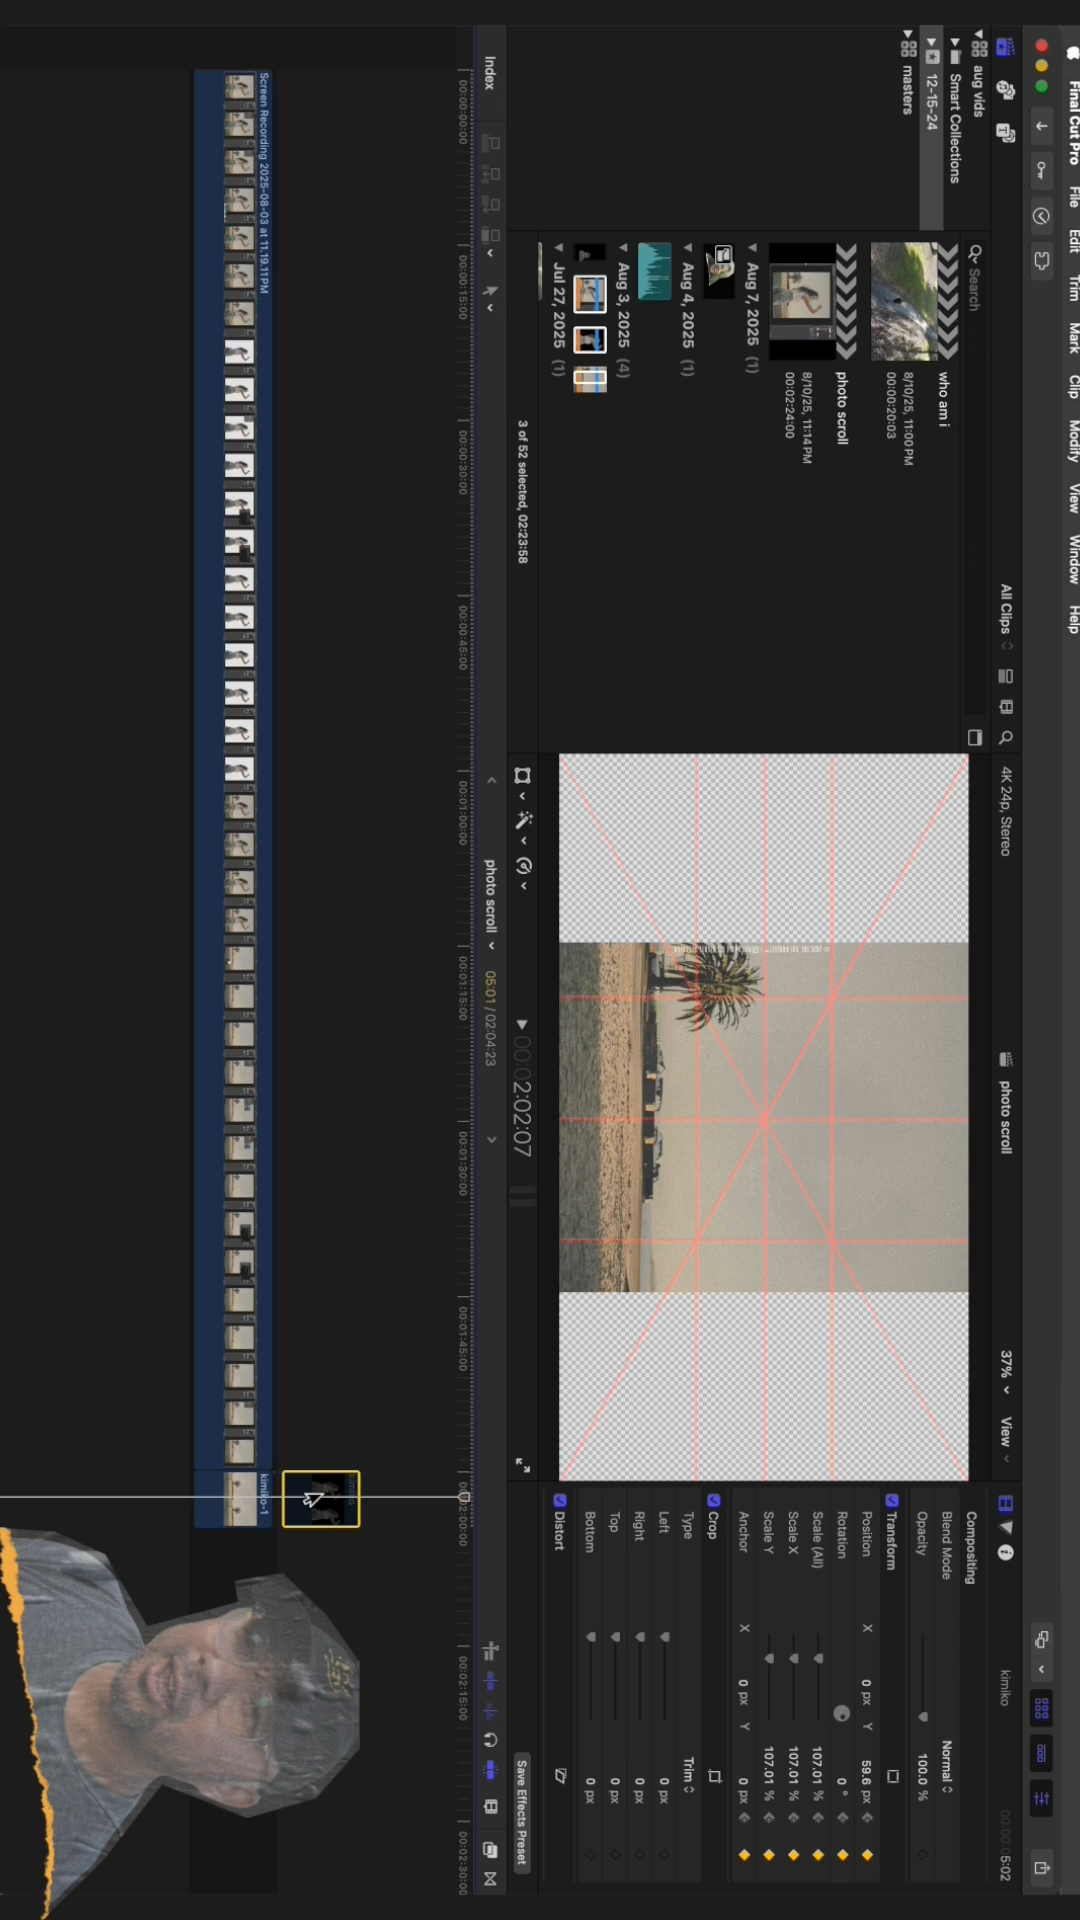 Final Cut Pro File Edit Trim Mark Clip Modify View Window Help
aug vids
Smart Collections
12-15-24
masters
Search
All Clips
who am i
8/10/25, 11:00 PM
00:00:20:03
photo scroll
8/10/25, 11:14 PM
00:02:24:00
Aug 7, 2025 (1)
Aug 4, 2025 (1)
Aug 3, 2025 (4)
Jul 27, 2025 (1)
3 of 52 selected, 02:23:58
4K 24p, Stereo
photo scroll
37%
View
00:00:02:02:07
kimiko
00:00:05:02
Compositing
Blend Mode Normal
Opacity 100.0 %
Transform
Position X 0 px Y 59.6 px
Rotation 0 °
Scale (All) 107.01 %
Scale X 107.01 %
Scale Y 107.01 %
Anchor X 0 px Y 0 px
Crop
Type Trim
Left 0 px
Right 0 px
Top 0 px
Bottom 0 px
Distort
Save Effects Preset
Index
photo scroll
05:01 / 02:04:23
00:00:00:00
00:00:15:00
00:00:30:00
00:00:45:00
00:01:00:00
00:01:15:00
00:01:30:00
00:01:45:00
00:02:00:00
00:02:15:00
00:02:30:00
kimiko
Screen Recording 2025-08-03 at 11.19.11 PM
kimiko-1